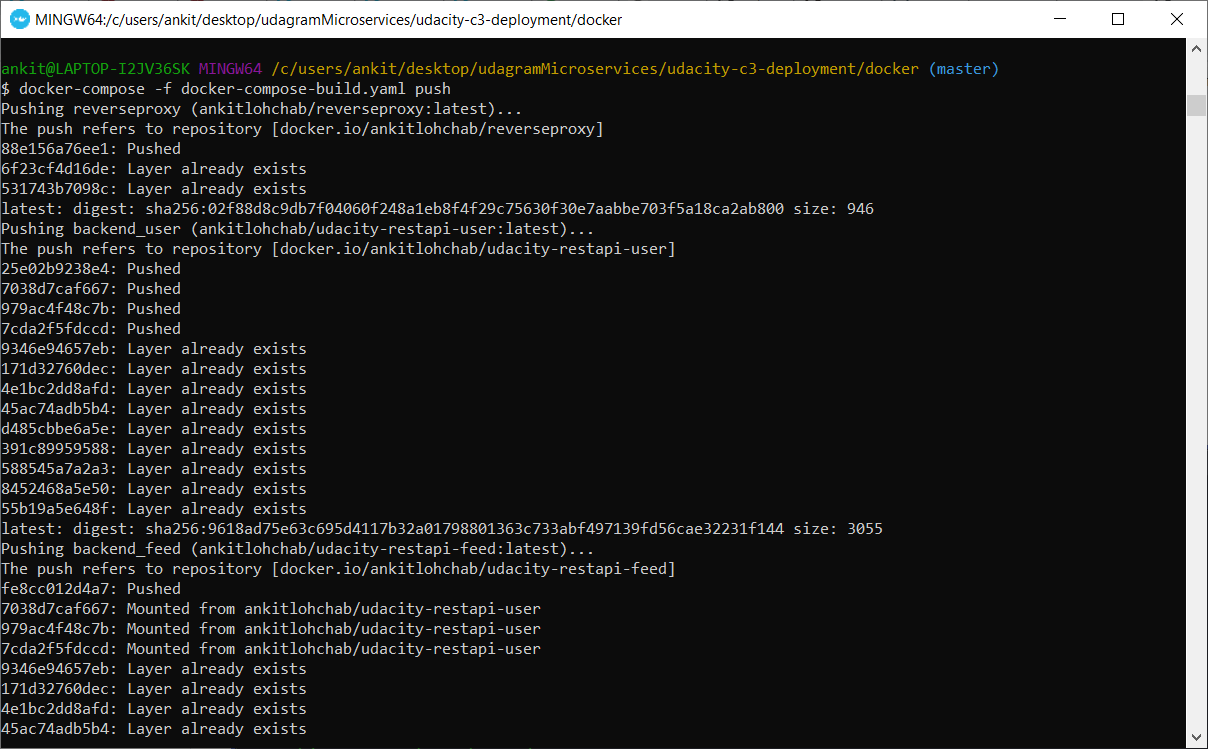 MINGW64:/c/users/ankit/desktop/udagramMicroservices/udacity-c3-deployment/docker
ankit@LAPTOP-I2JV36SK MINGW64 /c/users/ankit/desktop/udagramMicroservices/udacity-c3-deployment/docker (master)
$ docker-compose -f docker-compose-build.yaml push
Pushing reverseproxy (ankitlohchab/reverseproxy:latest)...
The push refers to repository [docker.io/ankitlohchab/reverseproxy]
88e156a76ee1: Pushed
6f23cf4d16de: Layer already exists
531743b7098c: Layer already exists
latest: digest: sha256:02f88d8c9db7f04060f248a1eb8f4f29c75630f30e7aabbe703f5a18ca2ab800 size: 946
Pushing backend_user (ankitlohchab/udacity-restapi-user:latest)...
The push refers to repository [docker.io/ankitlohchab/udacity-restapi-user]
25e02b9238e4: Pushed
7038d7caf667: Pushed
979ac4f48c7b: Pushed
7cda2f5fdccd: Pushed
9346e94657eb: Layer already exists
171d32760dec: Layer already exists
4e1bc2dd8afd: Layer already exists
45ac74adb5b4: Layer already exists
d485cbbe6a5e: Layer already exists
391c89959588: Layer already exists
588545a7a2a3: Layer already exists
8452468a5e50: Layer already exists
55b19a5e648f: Layer already exists
latest: digest: sha256:9618ad75e63c695d4117b32a01798801363c733abf497139fd56cae32231f144 size: 3055
Pushing backend_feed (ankitlohchab/udacity-restapi-feed:latest)...
The push refers to repository [docker.io/ankitlohchab/udacity-restapi-feed]
fe8cc012d4a7: Pushed
7038d7caf667: Mounted from ankitlohchab/udacity-restapi-user
979ac4f48c7b: Mounted from ankitlohchab/udacity-restapi-user
7cda2f5fdccd: Mounted from ankitlohchab/udacity-restapi-user
9346e94657eb: Layer already exists
171d32760dec: Layer already exists
4e1bc2dd8afd: Layer already exists
45ac74adb5b4: Layer already exists